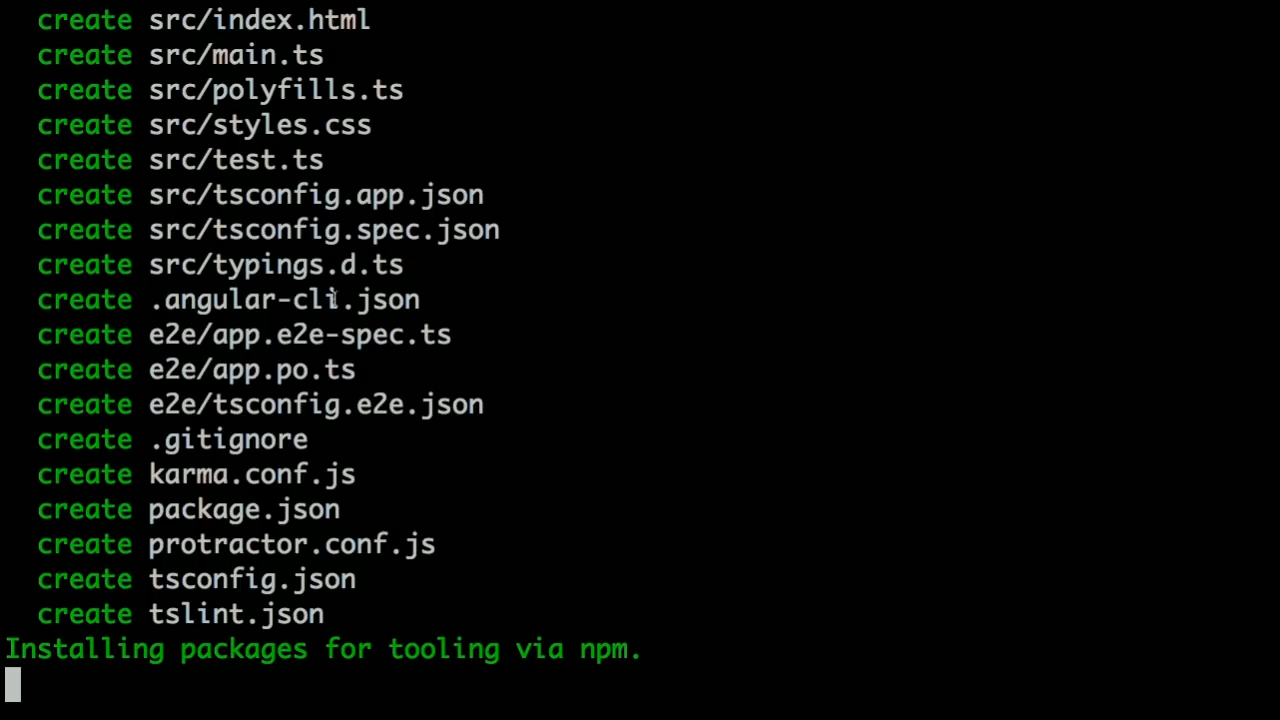 create src/index.html
create src/main.ts
create src/polyfills.ts
create src/styles.css
create src/test.ts
create src/tsconfig.app.json
create src/tsconfig.spec.json
create src/typings.d.ts
create .angular-cli.json
create e2e/app.e2e-spec.ts
create e2e/app.po.ts
create e2e/tsconfig.e2e.json
create .gitignore
create karma.conf.js
create package.json
create protractor.conf.js
create tsconfig.json
create tslint.json
Installing packages for tooling via npm.